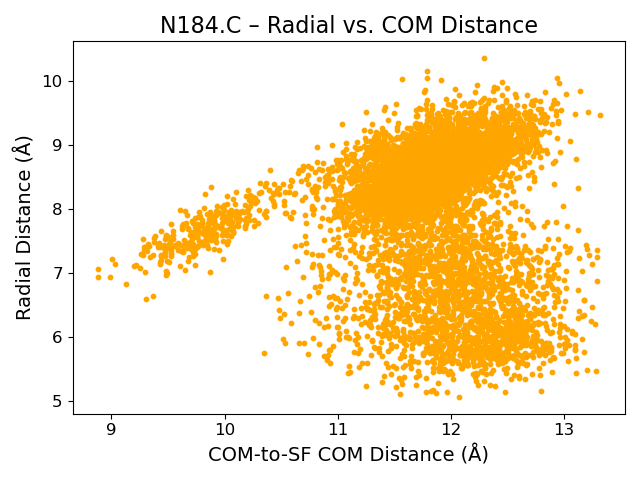 N184.C – Radial vs. COM Distance
10
9
8
7
6
5
Radial Distance (Å)
9 10 11 12 13
COM-to-SF COM Distance (Å)